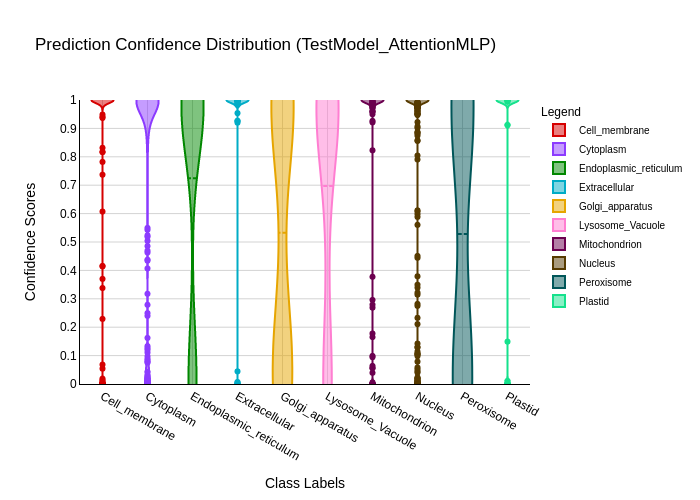 Prediction Confidence Distribution (TestModel_AttentionMLP)
Legend
Cell_membrane
Cytoplasm
Endoplasmic_reticulum
Extracellular
Golgi_apparatus
Lysosome_Vacuole
Mitochondrion
Nucleus
Peroxisome
Plastid
Confidence Scores
1
0.9
0.8
0.7
0.6
0.5
0.4
0.3
0.2
0.1
0
Cell_membrane
Cytoplasm
Endoplasmic_reticulum
Extracellular
Golgi_apparatus
Lysosome_Vacuole
Mitochondrion
Nucleus
Peroxisome
Plastid
Class Labels